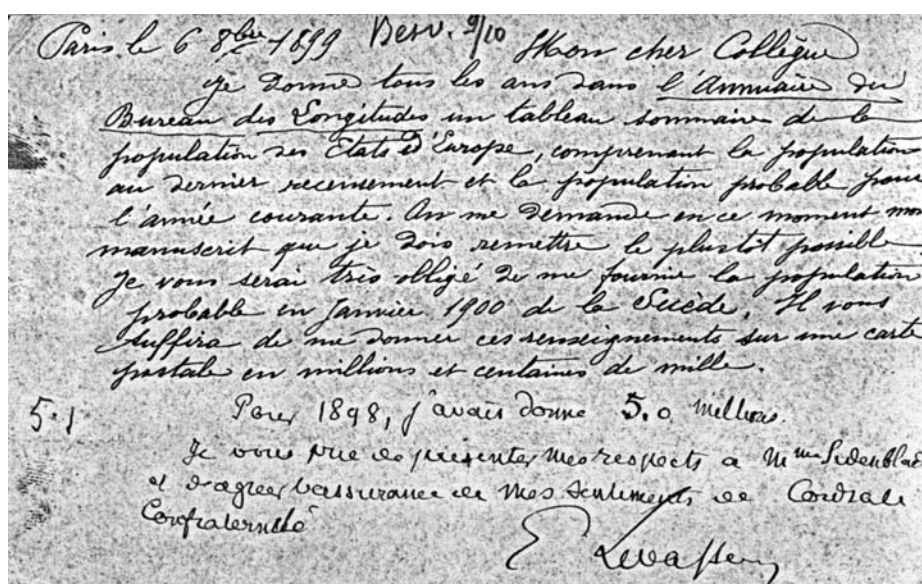 Paris le 6 8bre 1899 Besv. 9/10 Mon cher Collègue
Je donne tous les ans dans l'Annuaire du
Bureau des Longitudes un tableau sommaire de la
population des États d'Europe, comprenant la population
au dernier recensement et la population probable pour
l'année courante. On me demande en ce moment mon
manuscrit que je dois remettre le plustôt possible.
Je vous serai très obligé de me fournir la population
probable en Janvier 1900 de la Suède. Il vous
suffira de me donner ces renseignements sur une carte
postale en millions et centaines de mille.
5.1 Pour 1898, j'avais donné 5.0 millions.
Je vous prie de présenter mes respects a Mme Sidenblad
et d'agréer l'assurance de mes sentiments de Cordiale
Confraternité
E Levasseur